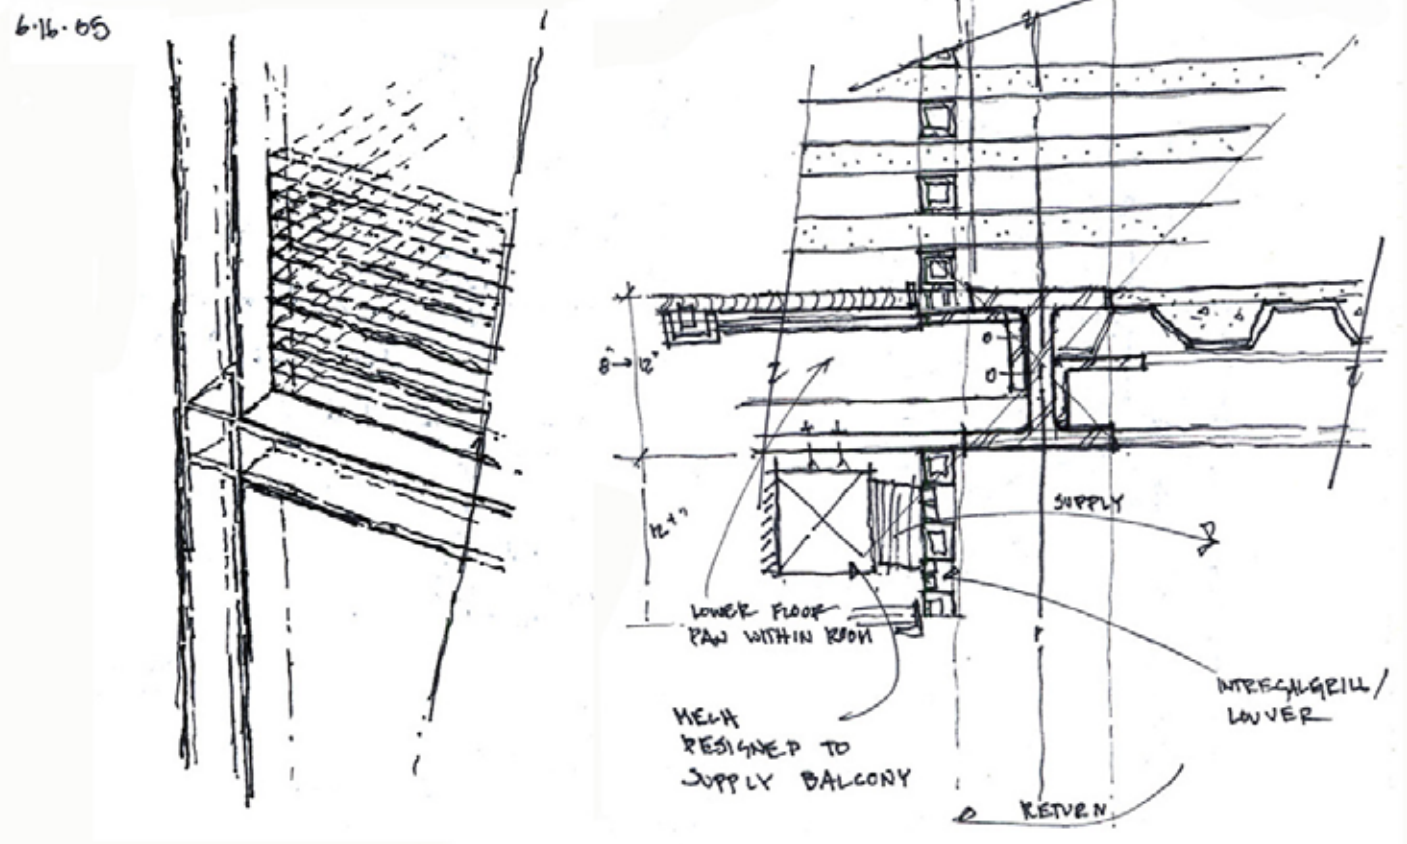 6·16·05
8" → 12"
12"+
SUPPLY
LOWER FLOOR
PAN WITHIN ROOM
INTREGALGRILL/
LOUVER
MECH
DESIGNED TO
SUPPLY BALCONY
RETURN